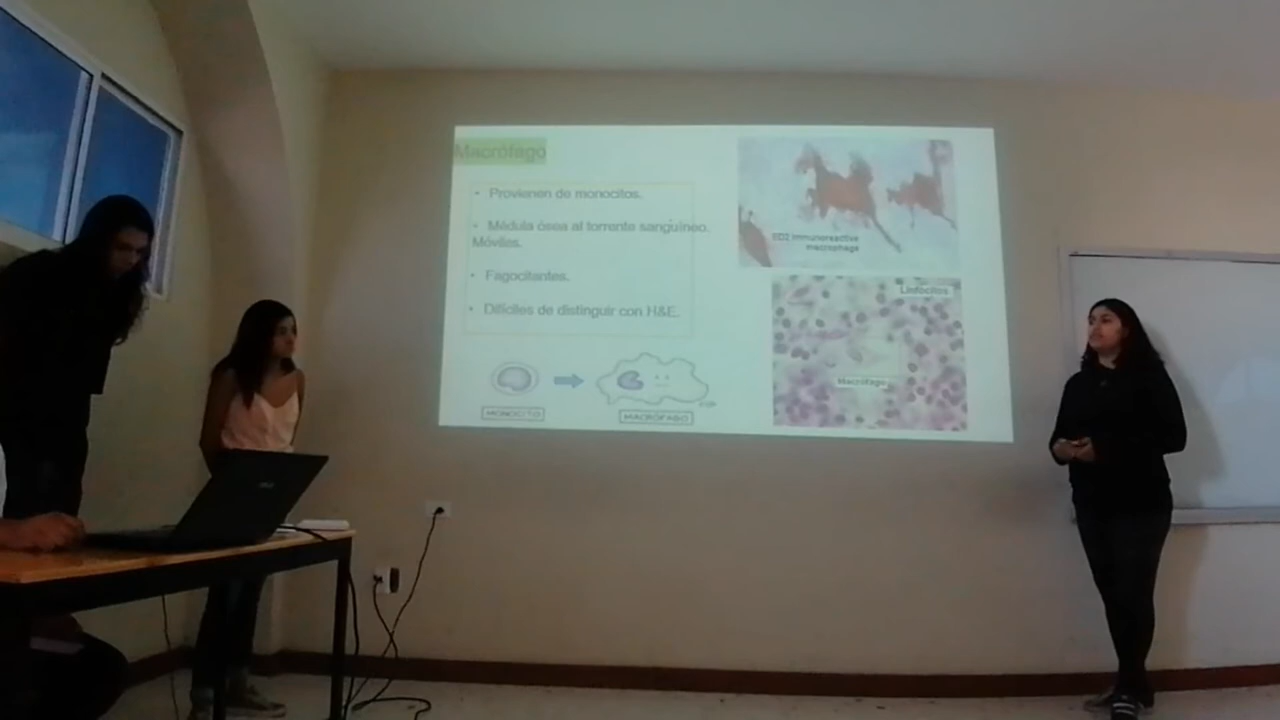 Macrófago
• Provienen de monocitos.
• Médula ósea al torrente sanguíneo.
Móviles.
• Fagocitantes.
• Difíciles de distinguir con H&E.
MONOCITO
MACRÓFAGO
ED2 immunoreactive
macrophage
Linfocitos
Macrófago